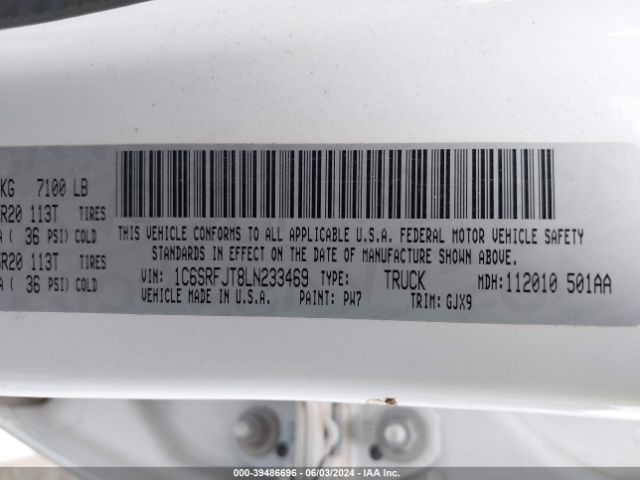 KG 7100 LB
R20 113T TIRES
A ( 36 PSI) COLD
R20 113T TIRES
A ( 36 PSI) COLD
THIS VEHICLE CONFORMS TO ALL APPLICABLE U.S.A. FEDERAL MOTOR VEHICLE SAFETY
STANDARDS IN EFFECT ON THE DATE OF MANUFACTURE SHOWN ABOVE.
VIN: 1C6SRFJT8LN233469 TYPE: TRUCK MDH: 112010 501AA
VEHICLE MADE IN U.S.A. PAINT: PW7 TRIM: GJX9
000-39486696 - 06/03/2024 - IAA Inc.